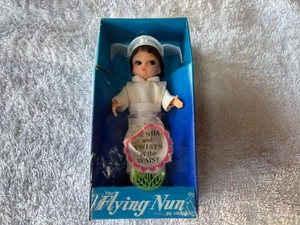 BENDS
and
TWISTS
at the
WAIST
The
Flying Nun